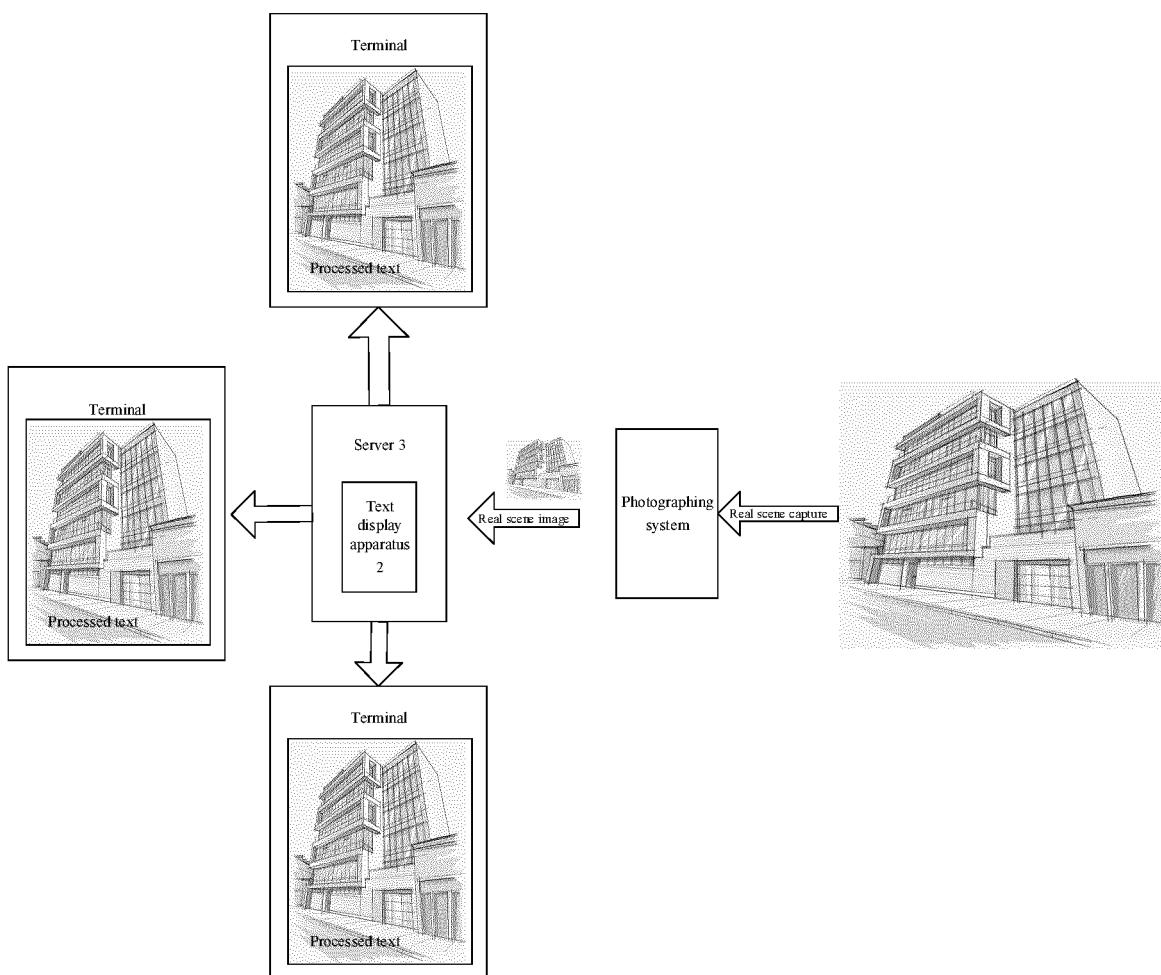 Terminal
Processed text
Terminal
Processed text
Server 3
Text
display
apparatus
2
Real scene image
Photographing
system
Real scene capture
Terminal
Processed text